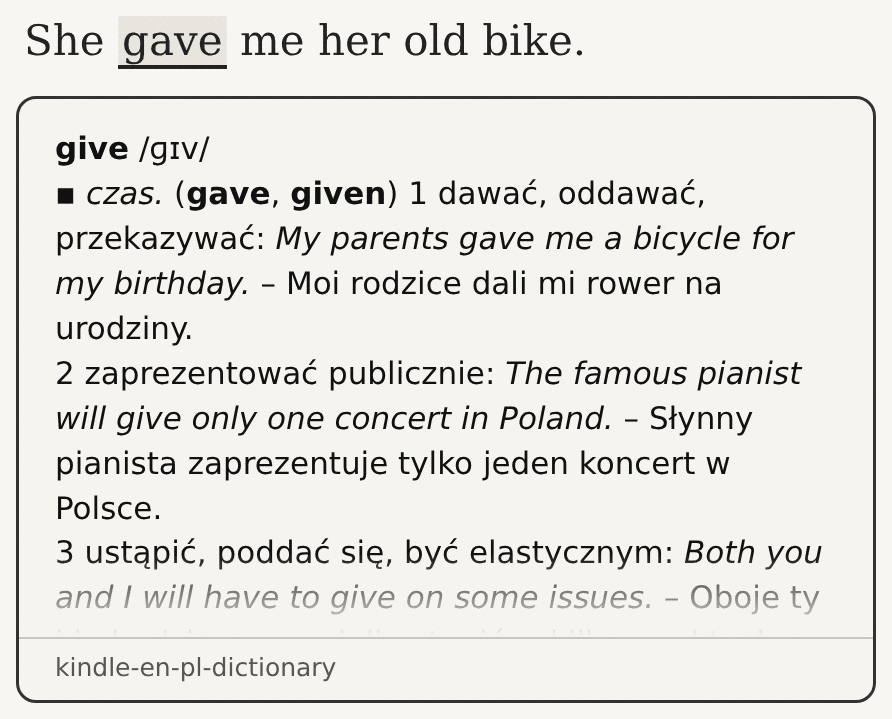 She gave me her old bike.
give /ɡɪv/
▪ czas. (gave, given) 1 dawać, oddawać,
przekazywać: My parents gave me a bicycle for
my birthday. – Moi rodzice dali mi rower na
urodziny.
2 zaprezentować publicznie: The famous pianist
will give only one concert in Poland. – Słynny
pianista zaprezentuje tylko jeden koncert w
Polsce.
3 ustąpić, poddać się, być elastycznym: Both you
and I will have to give on some issues. – Oboje ty
kindle-en-pl-dictionary